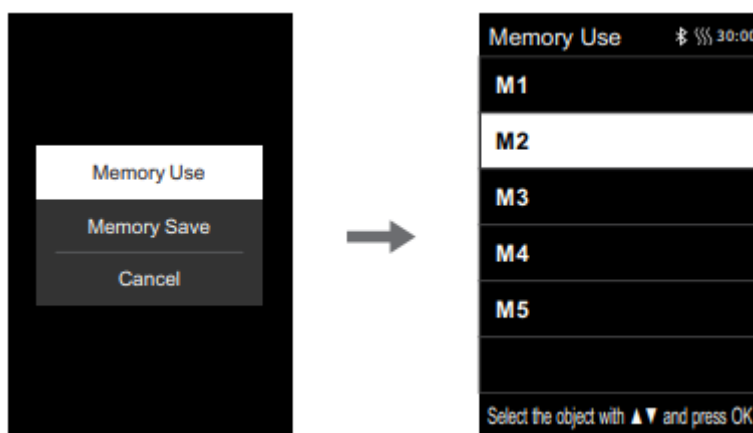 Memory Use
Memory Save
Cancel
Memory Use 30:00
M1
M2
M3
M4
M5
Select the object with ▲▼ and press OK